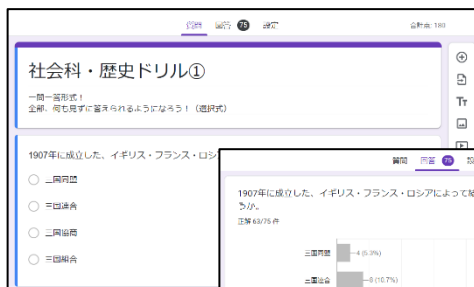 質問 回答 75 設定
合計点: 180
社会科・歴史ドリル①
一問一答形式！
全部、何も見ずに答えられるようになろう！（選択式）
1907年に成立した、イギリス・フランス・ロシ
三国同盟
三国連合
三国協商
三国組合
質問 回答 75 設
1907年に成立した、イギリス・フランス・ロシアによって結
うか。
正解 63/75 件
三国同盟 4 (5.3%)
三国連合 8 (10.7%)